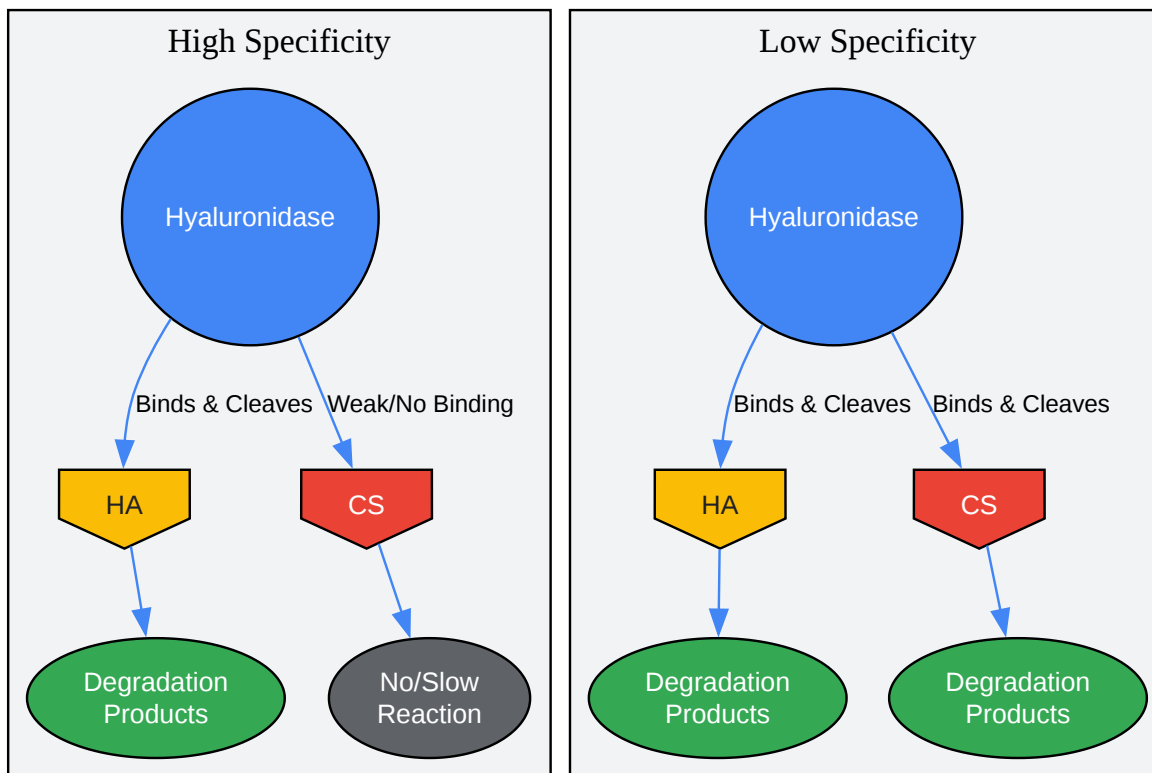 High Specificity
Hyaluronidase
Binds & Cleaves
Weak/No Binding
HA
CS
Degradation
Products
No/Slow
Reaction
Low Specificity
Hyaluronidase
Binds & Cleaves
Binds & Cleaves
HA
CS
Degradation
Products
Degradation
Products